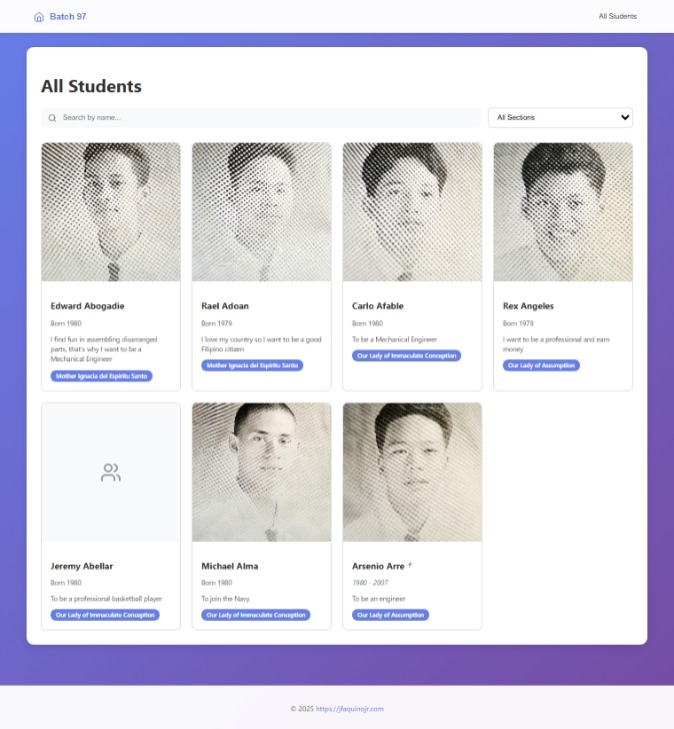 Batch 97
All Students
All Students
Search by name...
All Sections
Edward Abogadie
Born 1980
I find fun in assembling disarranged
parts, that's why I want to be a
Mechanical Engineer
Mother Ignacia del Espiritu Santo
Rael Adoan
Born 1979
I love my country so I want to be a good
Filipino citizen
Mother Ignacia del Espiritu Santo
Carlo Afable
Born 1980
To be a Mechanical Engineer
Our Lady of Immaculate Conception
Rex Angeles
Born 1979
I want to be a professional and earn
money
Our Lady of Assumption
Jeremy Abellar
Born 1980
To be a professional basketball player
Our Lady of Immaculate Conception
Michael Alma
Born 1980
To join the Navy
Our Lady of Immaculate Conception
Arsenio Arre †
1980 - 2007
To be an engineer
Our Lady of Assumption
© 2025 https://jfaquinojr.com